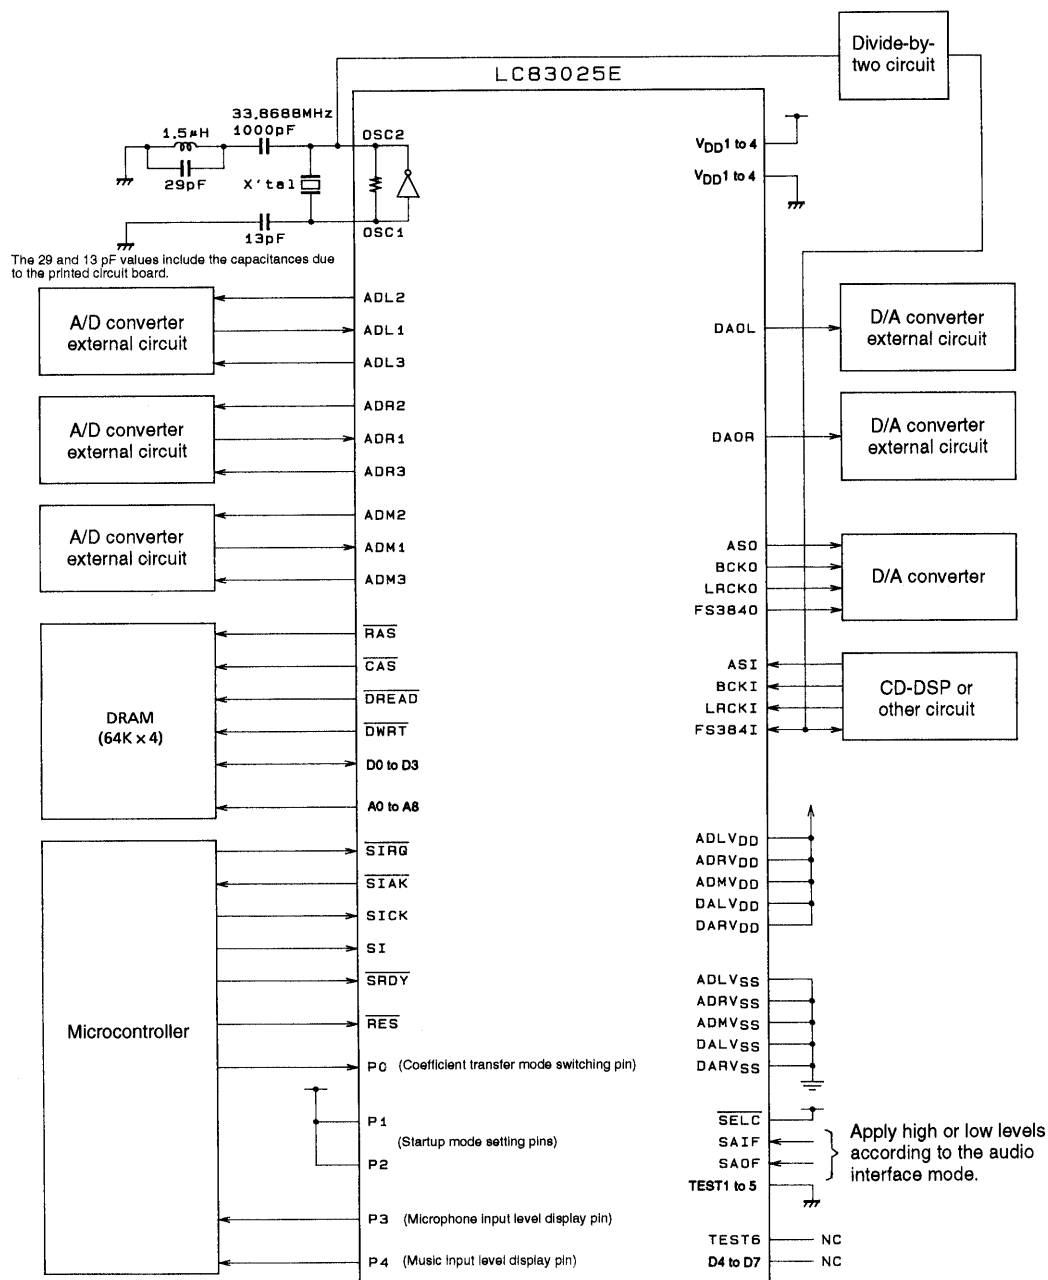 Divide-by-
two circuit
LC83025E
33.8688MHz
1000pF
1.5μH
29pF
X'tal
13pF
OSC2
OSC1
The 29 and 13 pF values include the capacitances due
to the printed circuit board.
VDD1 to 4
VDD1 to 4
A/D converter
external circuit
ADL2
ADL1
ADL3
A/D converter
external circuit
ADR2
ADR1
ADR3
A/D converter
external circuit
ADM2
ADM1
ADM3
DRAM
(64K x 4)
RAS
CAS
DREAD
DWRT
D0 to D3
A0 to A8
Microcontroller
SIRQ
SIAK
SICK
SI
SRDY
RES
P0 (Coefficient transfer mode switching pin)
P1
(Startup mode setting pins)
P2
P3 (Microphone input level display pin)
P4 (Music input level display pin)
DAOL
D/A converter
external circuit
DAOR
D/A converter
external circuit
ASO
BCKO
LRCKO
FS384O
D/A converter
ASI
BCKI
LRCKI
FS384I
CD-DSP or
other circuit
ADLVDD
ADRVDD
ADMVDD
DALVDD
DARVDD
ADLVSS
ADRVSS
ADMVSS
DALVSS
DARVSS
SELC
SAIF
SAOF
TEST1 to 5
Apply high or low levels
according to the audio
interface mode.
TEST6 NC
D4 to D7 NC